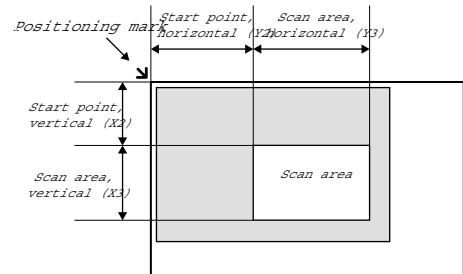 Start point,
horizontal (Y2)
Scan area,
horizontal (Y3)
Positioning mark
Start point,
vertical (X2)
Scan area,
vertical (X3)
Scan area